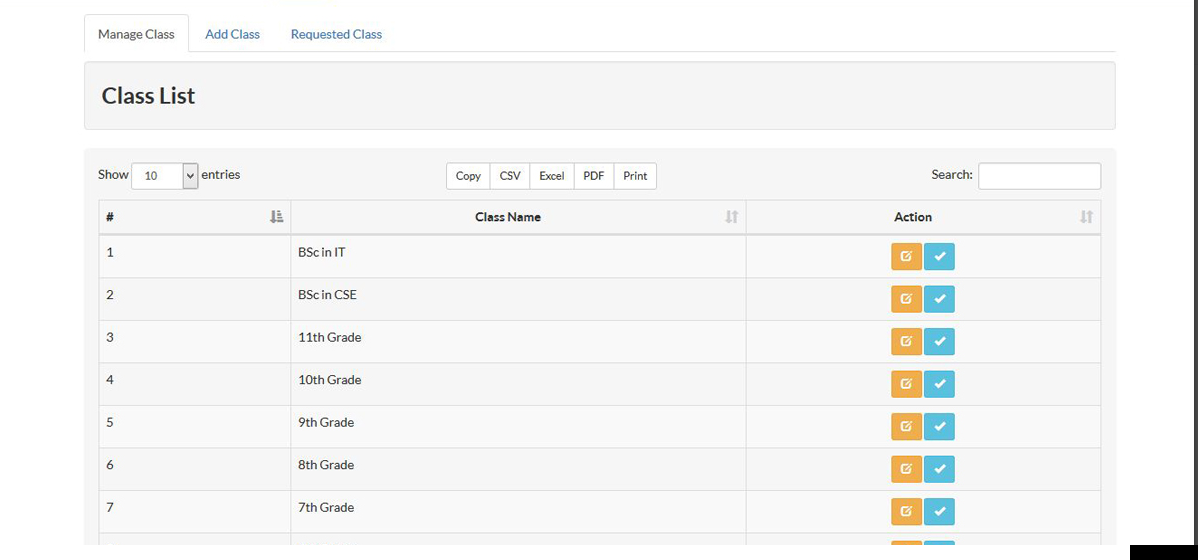 Manage Class Add Class Requested Class
Class List
Show 10 entries Copy CSV Excel PDF Print Search:
# Class Name Action
1 BSc in IT
2 BSc in CSE
3 11th Grade
4 10th Grade
5 9th Grade
6 8th Grade
7 7th Grade